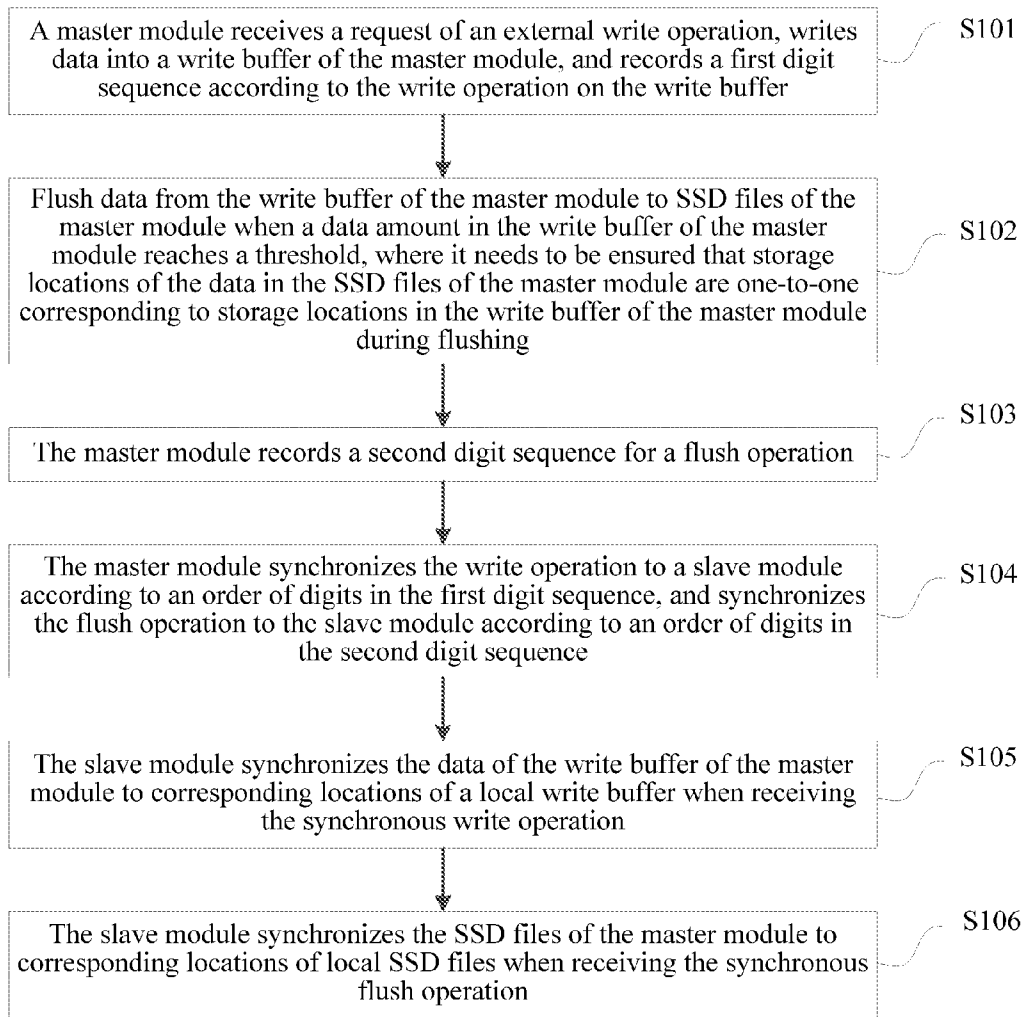 A master module receives a request of an external write operation, writes
data into a write buffer of the master module, and records a first digit
sequence according to the write operation on the write buffer
S101
Flush data from the write buffer of the master module to SSD files of the
master module when a data amount in the write buffer of the master
module reaches a threshold, where it needs to be ensured that storage
locations of the data in the SSD files of the master module are one-to-one
corresponding to storage locations in the write buffer of the master module
during flushing
S102
The master module records a second digit sequence for a flush operation
S103
The master module synchronizes the write operation to a slave module
according to an order of digits in the first digit sequence, and synchronizes
the flush operation to the slave module according to an order of digits in
the second digit sequence
S104
The slave module synchronizes the data of the write buffer of the master
module to corresponding locations of a local write buffer when receiving
the synchronous write operation
S105
The slave module synchronizes the SSD files of the master module to
corresponding locations of local SSD files when receiving the synchronous
flush operation
S106